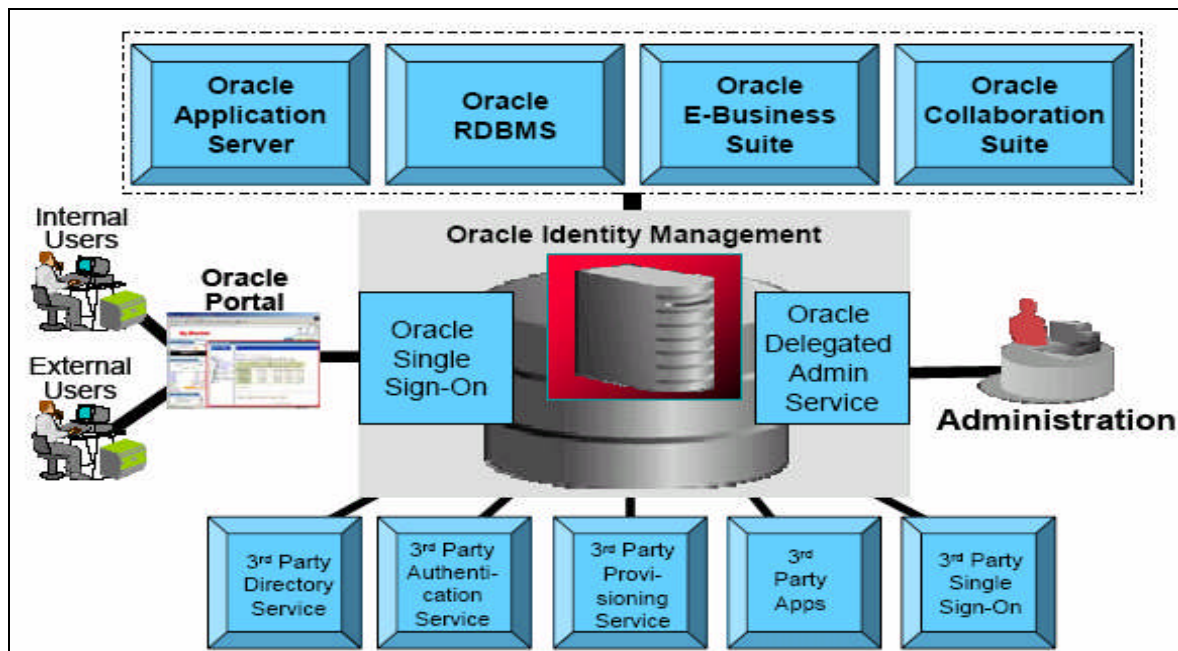 Oracle
Application
Server
Oracle
RDBMS
Oracle
E-Business
Suite
Oracle
Collaboration
Suite
Internal
Users
External
Users
Oracle
Portal
Oracle Identity Management
Oracle
Single
Sign-On
Oracle
Delegated
Admin
Service
Administration
3rd Party
Directory
Service
3rd Party
Authenti-
cation
Service
3rd Party
Provi-
sioning
Service
3rd
Party
Apps
3rd Party
Single
Sign-On